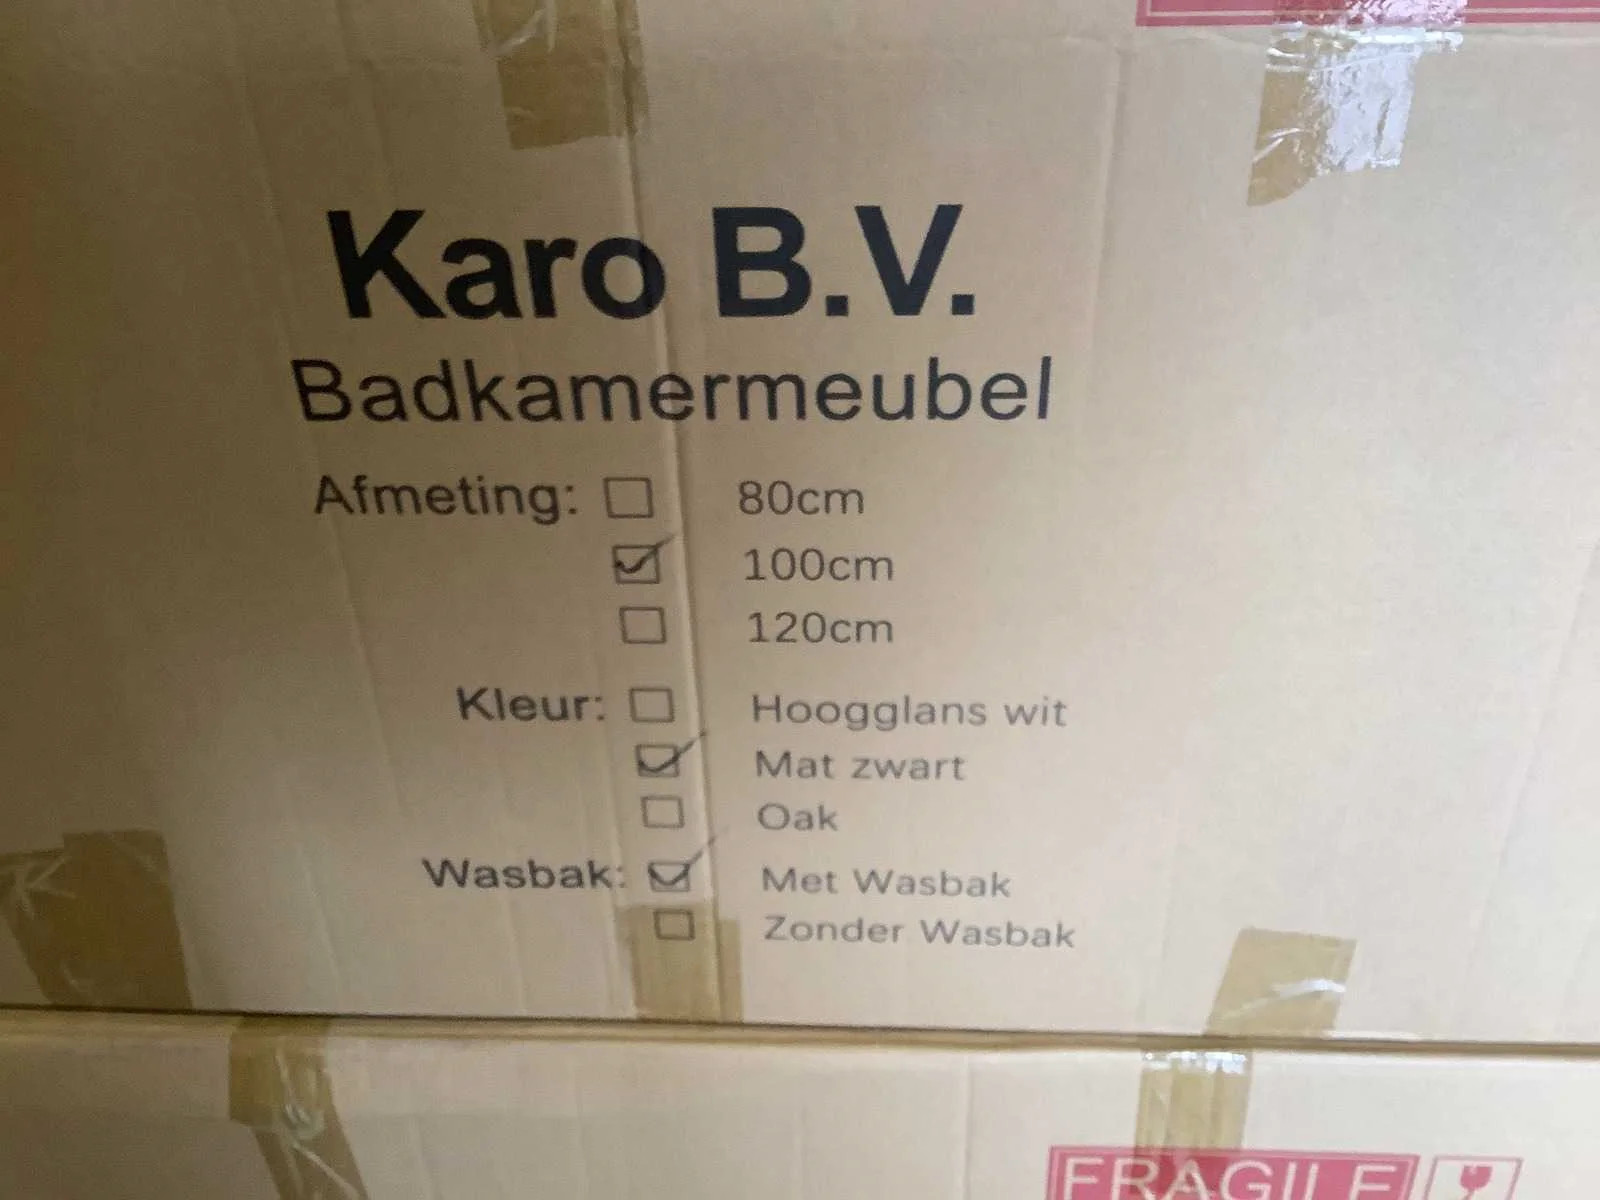 Karo B.V.
Badkamermeubel
Afmeting: ☐ 80cm
☑ 100cm
☐ 120cm
Kleur: ☐ Hoogglans wit
☑ Mat zwart
☐ Oak
Wasbak: ☑ Met Wasbak
☐ Zonder Wasbak
FRAGILE